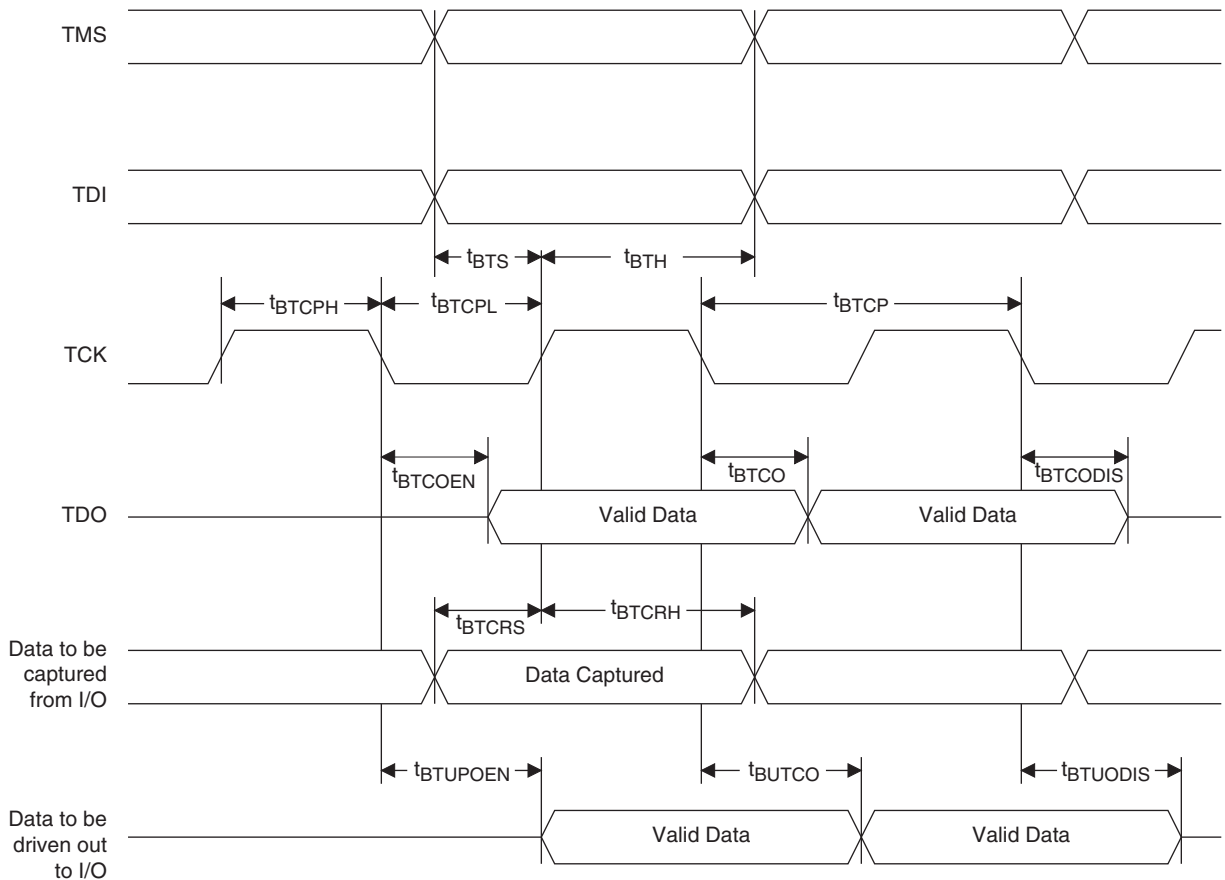 TMS
TDI
tBTS
tBTH
tBTCPH
tBTCPL
tBTCP
TCK
tBTCOEN
tBTCO
tBTCODIS
TDO
Valid Data
Valid Data
tBTCRS
tBTCRH
Data to be
captured
from I/O
Data Captured
tBTUPOEN
tBUTCO
tBTUODIS
Data to be
driven out
to I/O
Valid Data
Valid Data